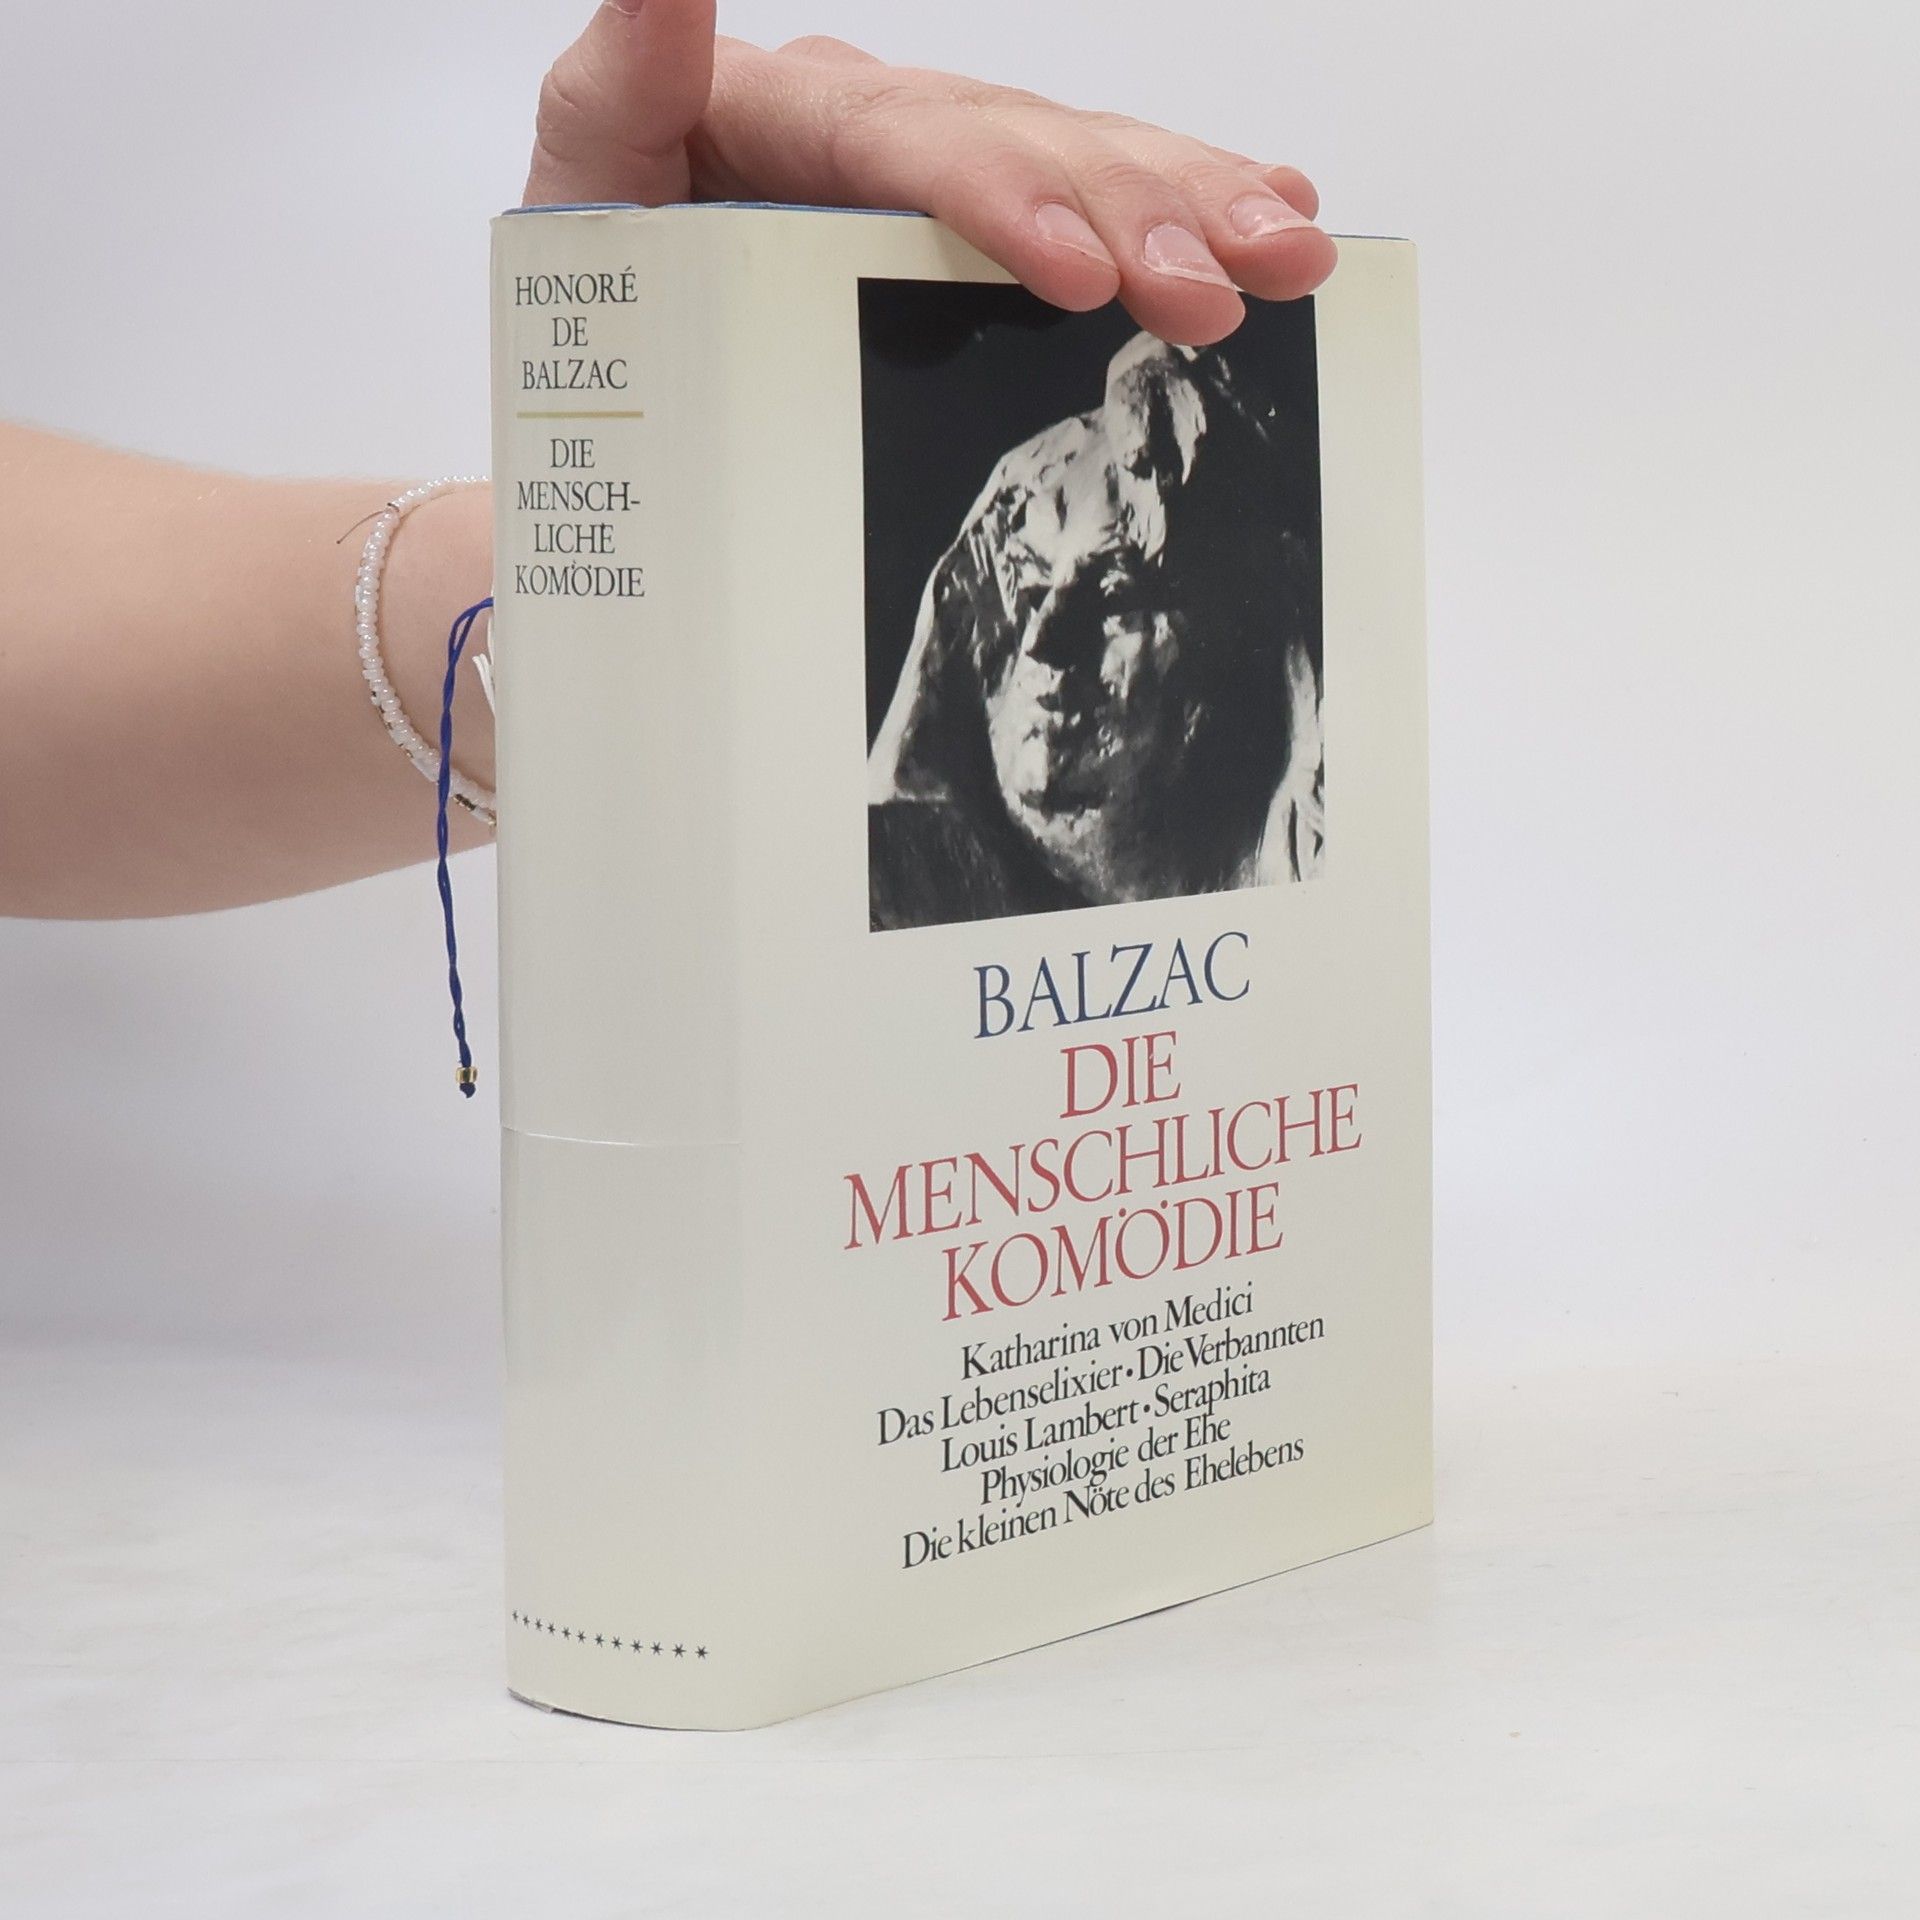 HONORÉ
DE
BALZAC
DIE
MENSCH-
LICHE
KOMÖDIE
* * * * * * * * * * * *
BALZAC
DIE
MENSCHLICHE
KOMÖDIE
Katharina von Medici
Das Lebenselixier • Die Verbannten
Louis Lambert • Seraphita
Physiologie der Ehe
Die kleinen Nöte des Ehelebens